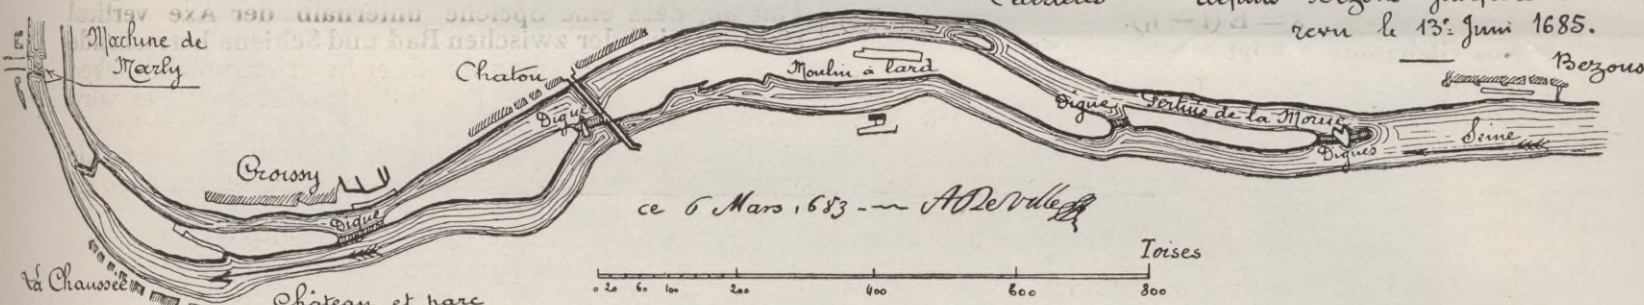 depuis Bezons
revu le 13e Juin 1685.
Machine de
Marly
Chatou
Moulin à lard
Bezons
Digue
Digue
Pertuis de la Morue
Digues
Seine
Croissy
Digue
ce 6 Mars 1683 ADeVille
Toises
0 20 60 100 200 400 600 800
La Chaussée
Château et parc